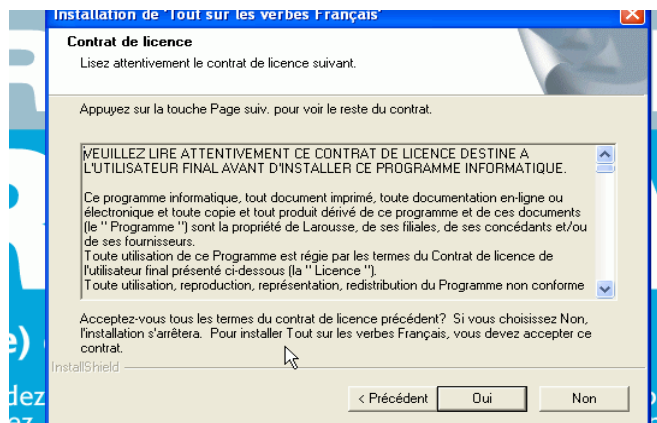 Installation de 'Tout sur les verbes Français'
Contrat de licence
Lisez attentivement le contrat de licence suivant.
Appuyez sur la touche Page suiv. pour voir le reste du contrat.
VEUILLEZ LIRE ATTENTIVEMENT CE CONTRAT DE LICENCE DESTINE A
L'UTILISATEUR FINAL AVANT D'INSTALLER CE PROGRAMME INFORMATIQUE.
Ce programme informatique, tout document imprimé, toute documentation en-ligne ou
électronique et toute copie et tout produit dérivé de ce programme et de ces documents
(le " Programme ") sont la propriété de Larousse, de ses filiales, de ses concédants et/ou
de ses fournisseurs.
Toute utilisation de ce Programme est régie par les termes du Contrat de licence de
l'utilisateur final présenté ci-dessous (la " Licence ").
Toute utilisation, reproduction, représentation, redistribution du Programme non conforme
Acceptez-vous tous les termes du contrat de licence précédent? Si vous choisissez Non,
l'installation s'arrêtera. Pour installer Tout sur les verbes Français, vous devez accepter ce
contrat.
InstallShield
< Précédent
Oui
Non